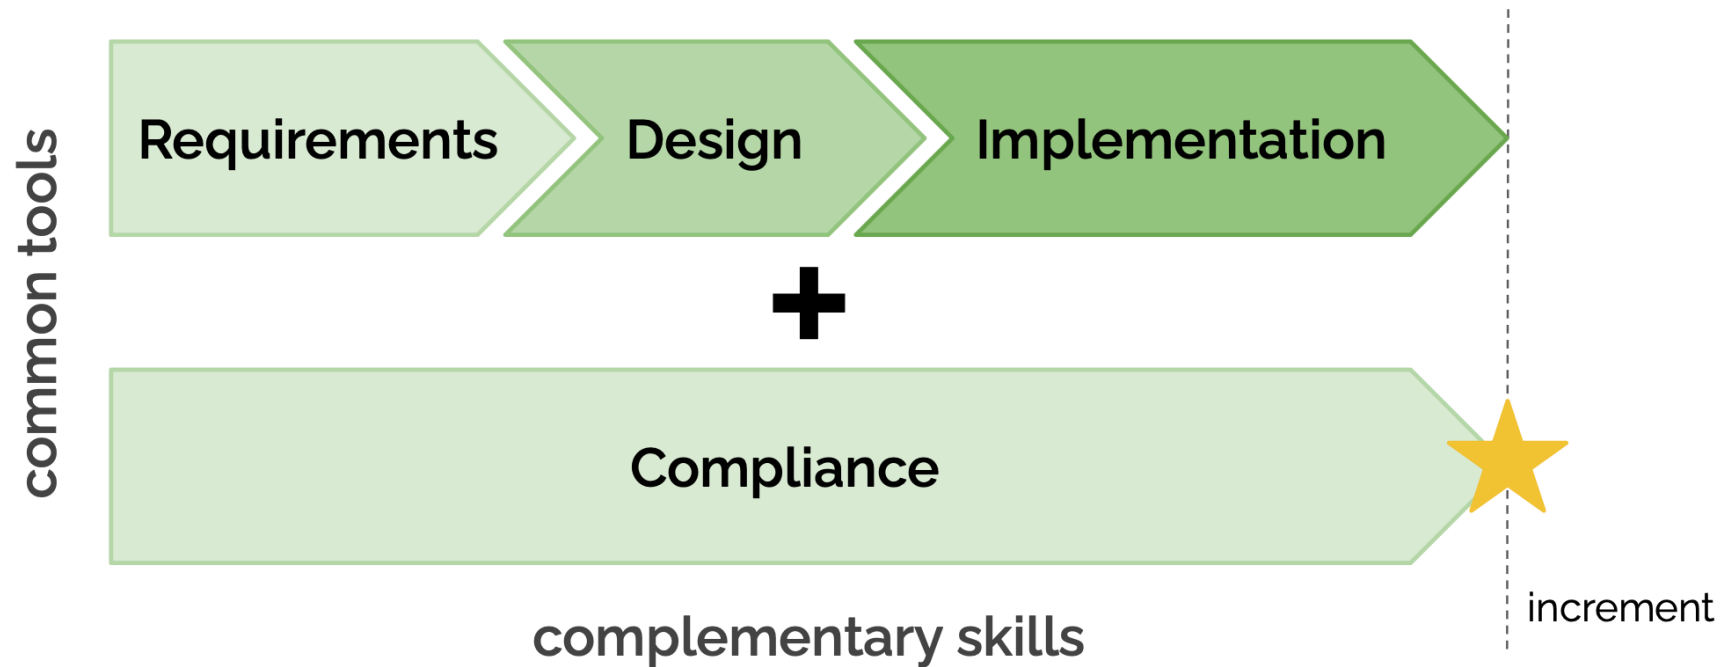 common tools
Requirements
Design
Implementation
+
Compliance
increment
complementary skills